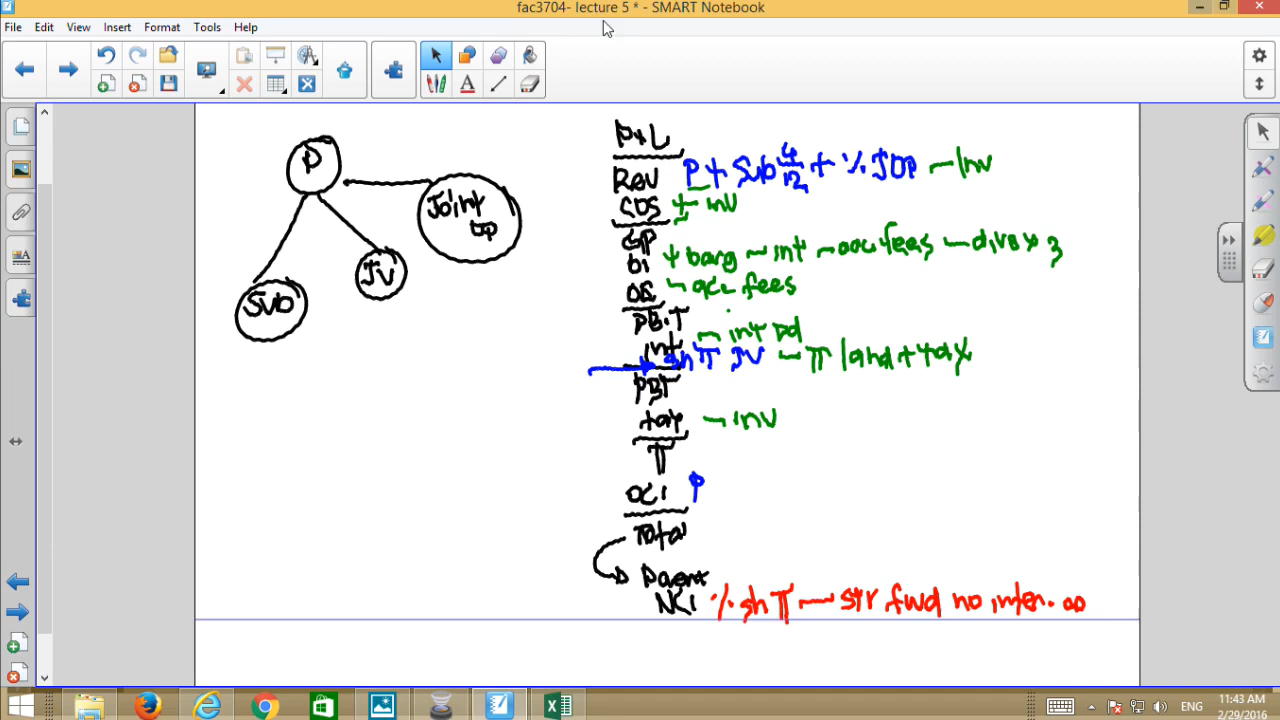 fac3704- lecture 5 * - SMART Notebook
File Edit View Insert Format Tools Help
P
Joint op
JV
Sub
P+L
Rev P + Sub 4/12 + % JOP - Inv
COS + - inv
GP
OI + barg - int - acc fees - div x 3
OE - acc fees
PBIT
int - int pd
sh π JV - π land + tax
PBT
tax - inv
π
OCI P
Total
Parent
NCI % sh π - str fwd no inter. co
ENG
11:43 AM
2/29/2016